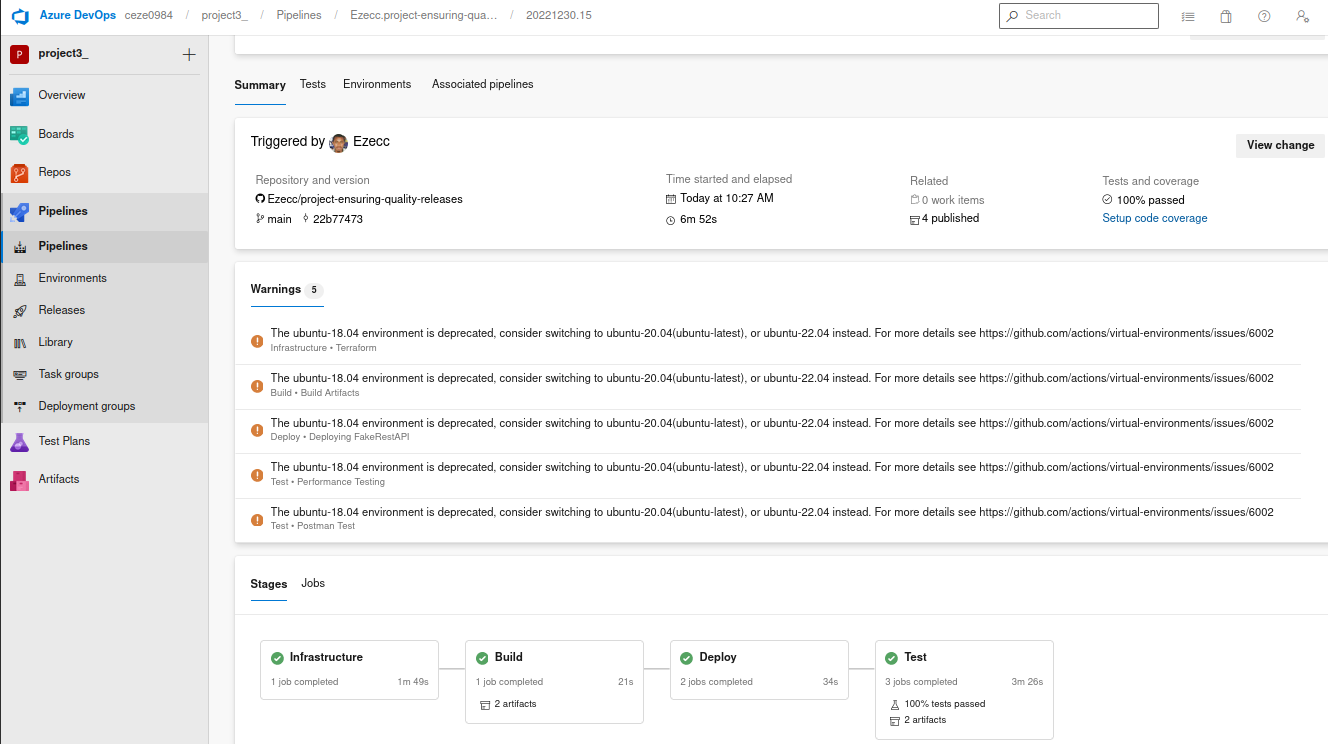 Azure DevOps ceze0984 / project3_ / Pipelines / Ezecc.project-ensuring-qua... / 20221230.15
Search
P project3_
Overview
Boards
Repos
Pipelines
Pipelines
Environments
Releases
Library
Task groups
Deployment groups
Test Plans
Artifacts
Summary Tests Environments Associated pipelines
Triggered by Ezecc
View change
Repository and version
Ezecc/project-ensuring-quality-releases
main 22b77473
Time started and elapsed
Today at 10:27 AM
6m 52s
Related
0 work items
4 published
Tests and coverage
100% passed
Setup code coverage
Warnings 5
The ubuntu-18.04 environment is deprecated, consider switching to ubuntu-20.04(ubuntu-latest), or ubuntu-22.04 instead. For more details see https://github.com/actions/virtual-environments/issues/6002
Infrastructure • Terraform
The ubuntu-18.04 environment is deprecated, consider switching to ubuntu-20.04(ubuntu-latest), or ubuntu-22.04 instead. For more details see https://github.com/actions/virtual-environments/issues/6002
Build • Build Artifacts
The ubuntu-18.04 environment is deprecated, consider switching to ubuntu-20.04(ubuntu-latest), or ubuntu-22.04 instead. For more details see https://github.com/actions/virtual-environments/issues/6002
Deploy • Deploying FakeRestAPI
The ubuntu-18.04 environment is deprecated, consider switching to ubuntu-20.04(ubuntu-latest), or ubuntu-22.04 instead. For more details see https://github.com/actions/virtual-environments/issues/6002
Test • Performance Testing
The ubuntu-18.04 environment is deprecated, consider switching to ubuntu-20.04(ubuntu-latest), or ubuntu-22.04 instead. For more details see https://github.com/actions/virtual-environments/issues/6002
Test • Postman Test
Stages Jobs
Infrastructure
1 job completed 1m 49s
Build
1 job completed 21s
2 artifacts
Deploy
2 jobs completed 34s
Test
3 jobs completed 3m 26s
100% tests passed
2 artifacts